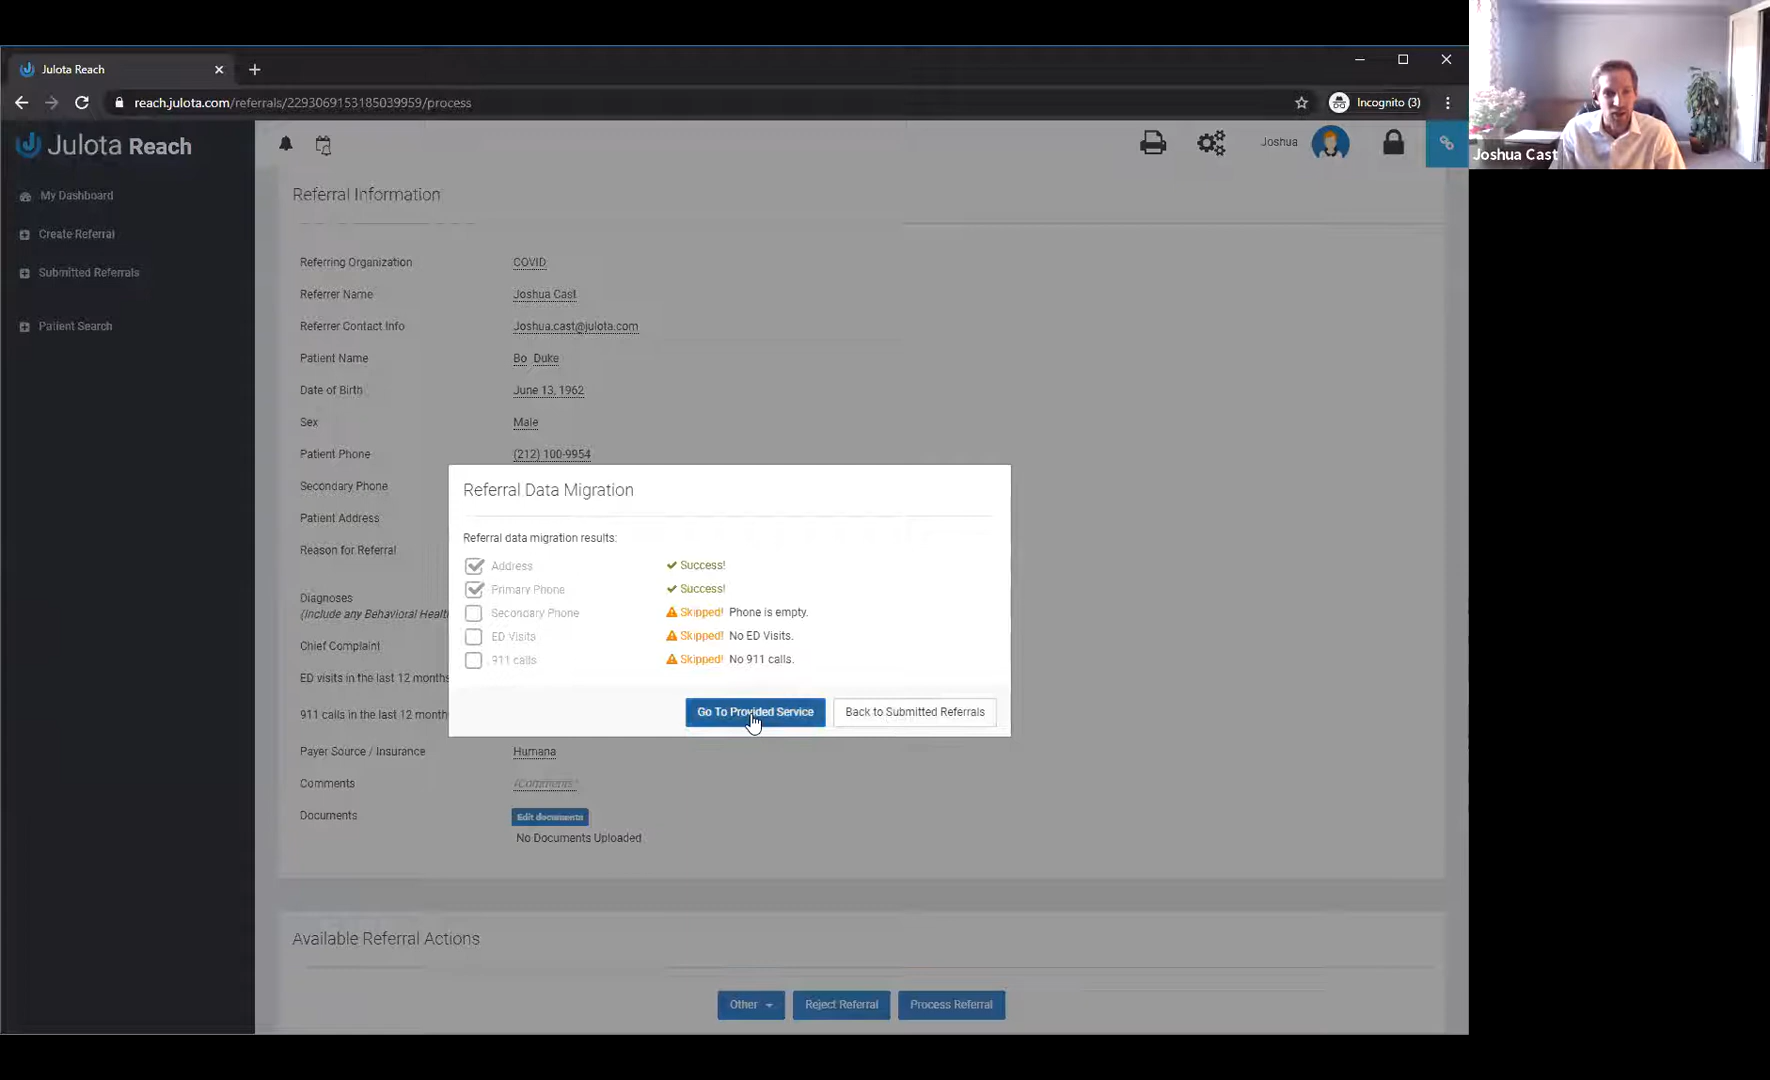 Julota Reach
reach.julota.com/referrals/2293069153185039959/process
Incognito (3)
Julota Reach
Joshua
Joshua Cast
My Dashboard
Create Referral
Submitted Referrals
Patient Search
Referral Information
Referring Organization COVID
Referrer Name Joshua Cast
Referrer Contact Info Joshua.cast@julota.com
Patient Name Bo Duke
Date of Birth June 13, 1962
Sex Male
Patient Phone (212) 100-9954
Secondary Phone
Patient Address
Reason for Referral
Diagnoses
(Include any Behavioral Healt
Chief Complaint
ED visits in the last 12 months
911 calls in the last 12 month
Payer Source / Insurance Humana
Comments (Comments)
Documents Edit documents
No Documents Uploaded
Referral Data Migration
Referral data migration results:
Address Success!
Primary Phone Success!
Secondary Phone Skipped! Phone is empty.
ED Visits Skipped! No ED Visits.
911 calls Skipped! No 911 calls.
Go To Provided Service Back to Submitted Referrals
Available Referral Actions
Other Reject Referral Process Referral